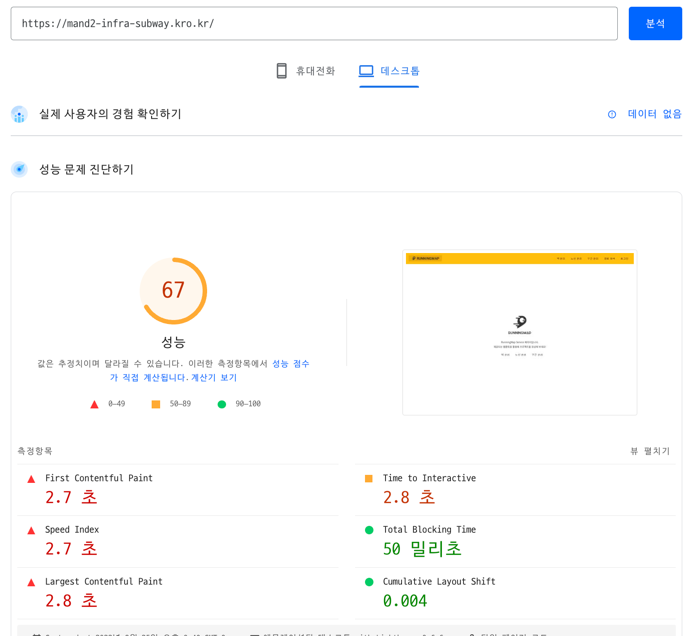 https://mand2-infra-subway.kro.kr/
분석
휴대전화
데스크톱
실제 사용자의 경험 확인하기
데이터 없음
성능 문제 진단하기
67
성능
값은 추정치이며 달라질 수 있습니다. 이러한 측정항목에서 성능 점수
가 직접 계산됩니다. 계산기 보기
0–49
50–89
90–100
측정항목
뷰 펼치기
First Contentful Paint
2.7 초
Time to Interactive
2.8 초
Speed Index
2.7 초
Total Blocking Time
50 밀리초
Largest Contentful Paint
2.8 초
Cumulative Layout Shift
0.004